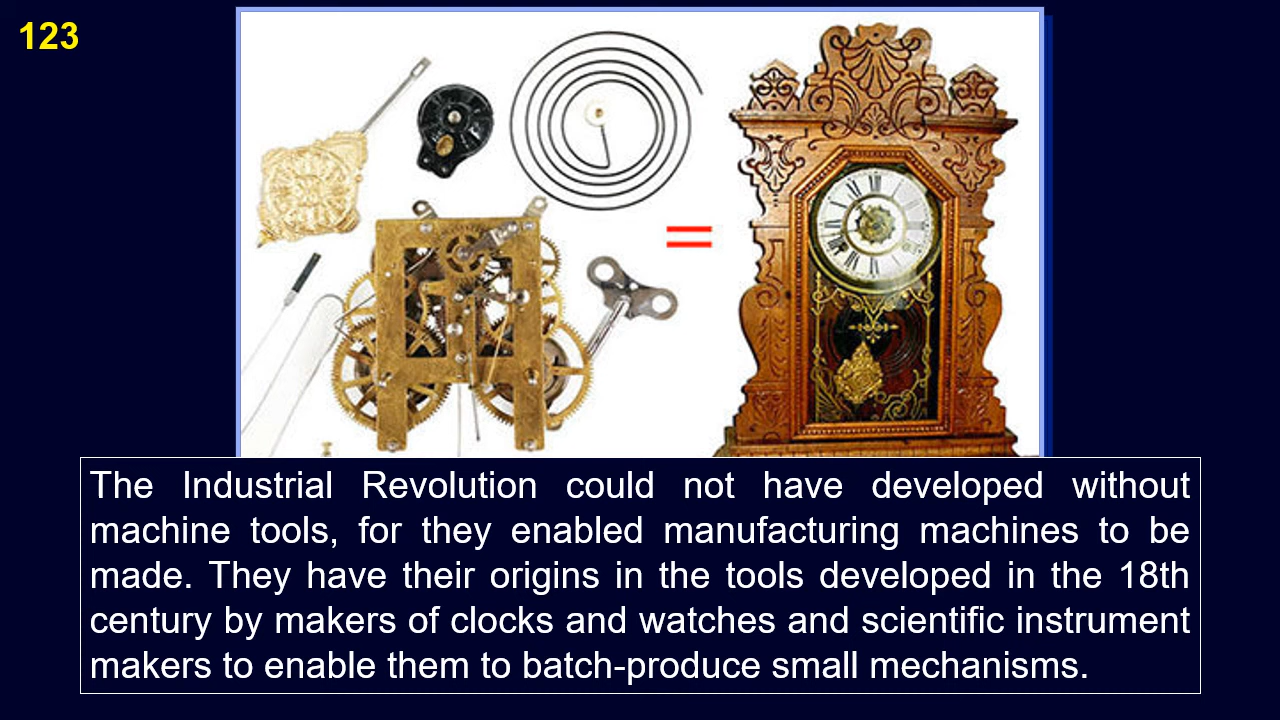 123
=
The Industrial Revolution could not have developed without
machine tools, for they enabled manufacturing machines to be
made. They have their origins in the tools developed in the 18th
century by makers of clocks and watches and scientific instrument
makers to enable them to batch-produce small mechanisms.